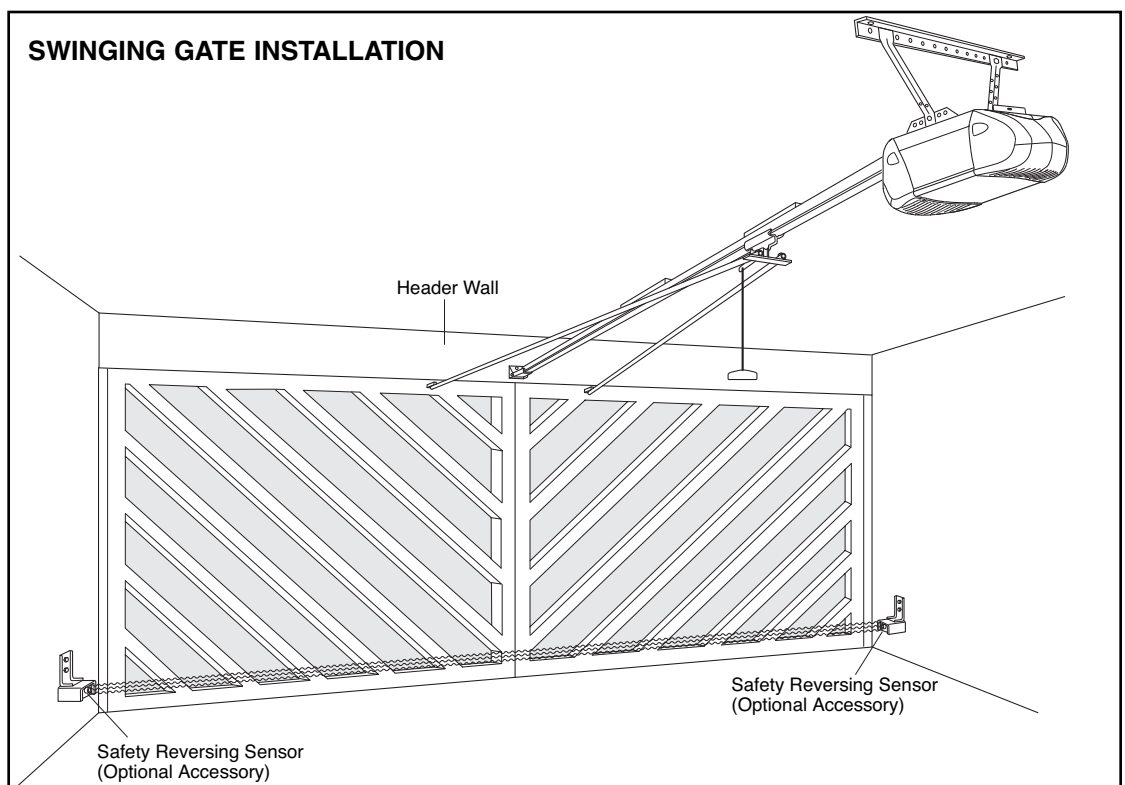 SWINGING GATE INSTALLATION
Header Wall
Safety Reversing Sensor
(Optional Accessory)
Safety Reversing Sensor
(Optional Accessory)